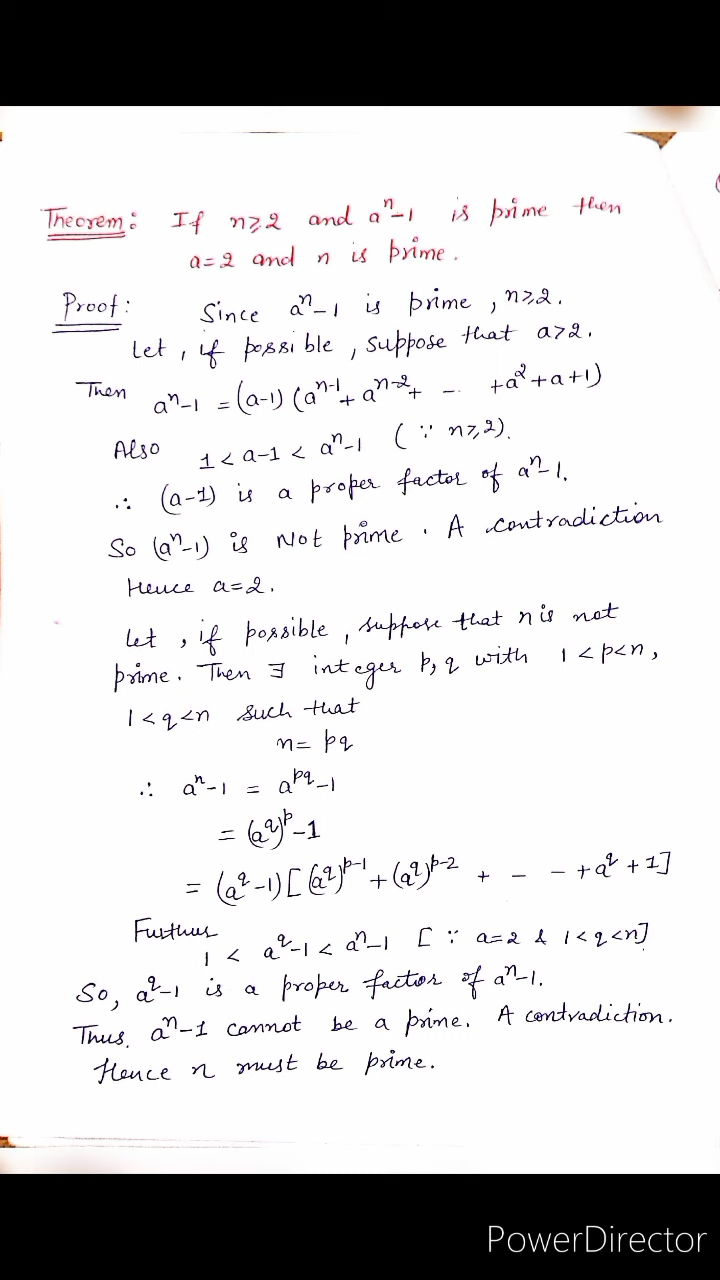 Theorem: If n≥2 and aⁿ-1 is prime then
a=2 and n is prime.
Proof: Since aⁿ-1 is prime, n≥2.
Let, if possible, suppose that a>2.
Then aⁿ-1 = (a-1) (aⁿ⁻¹+ aⁿ⁻²+ - - +a²+a+1)
Also 1 < a-1 < aⁿ-1 (∵ n≥2).
∴ (a-1) is a proper factor of aⁿ-1.
So (aⁿ-1) is Not prime. A contradiction
Hence a=2.
Let, if possible, suppose that n is not
prime. Then ∃ integer p, q with 1<p<n,
1<q<n such that
n= pq
∴ aⁿ-1 = a^{pq}-1
= (a^q)^p-1
= (a^q-1) [(a^q)^{p-1} + (a^q)^{p-2} + - - + a^q + 1]
Further
1 < a^q-1 < aⁿ-1 [∵ a=2 & 1<q<n]
So, a^q-1 is a proper factor of aⁿ-1.
Thus, aⁿ-1 cannot be a prime. A contradiction.
Hence n must be prime.
PowerDirector